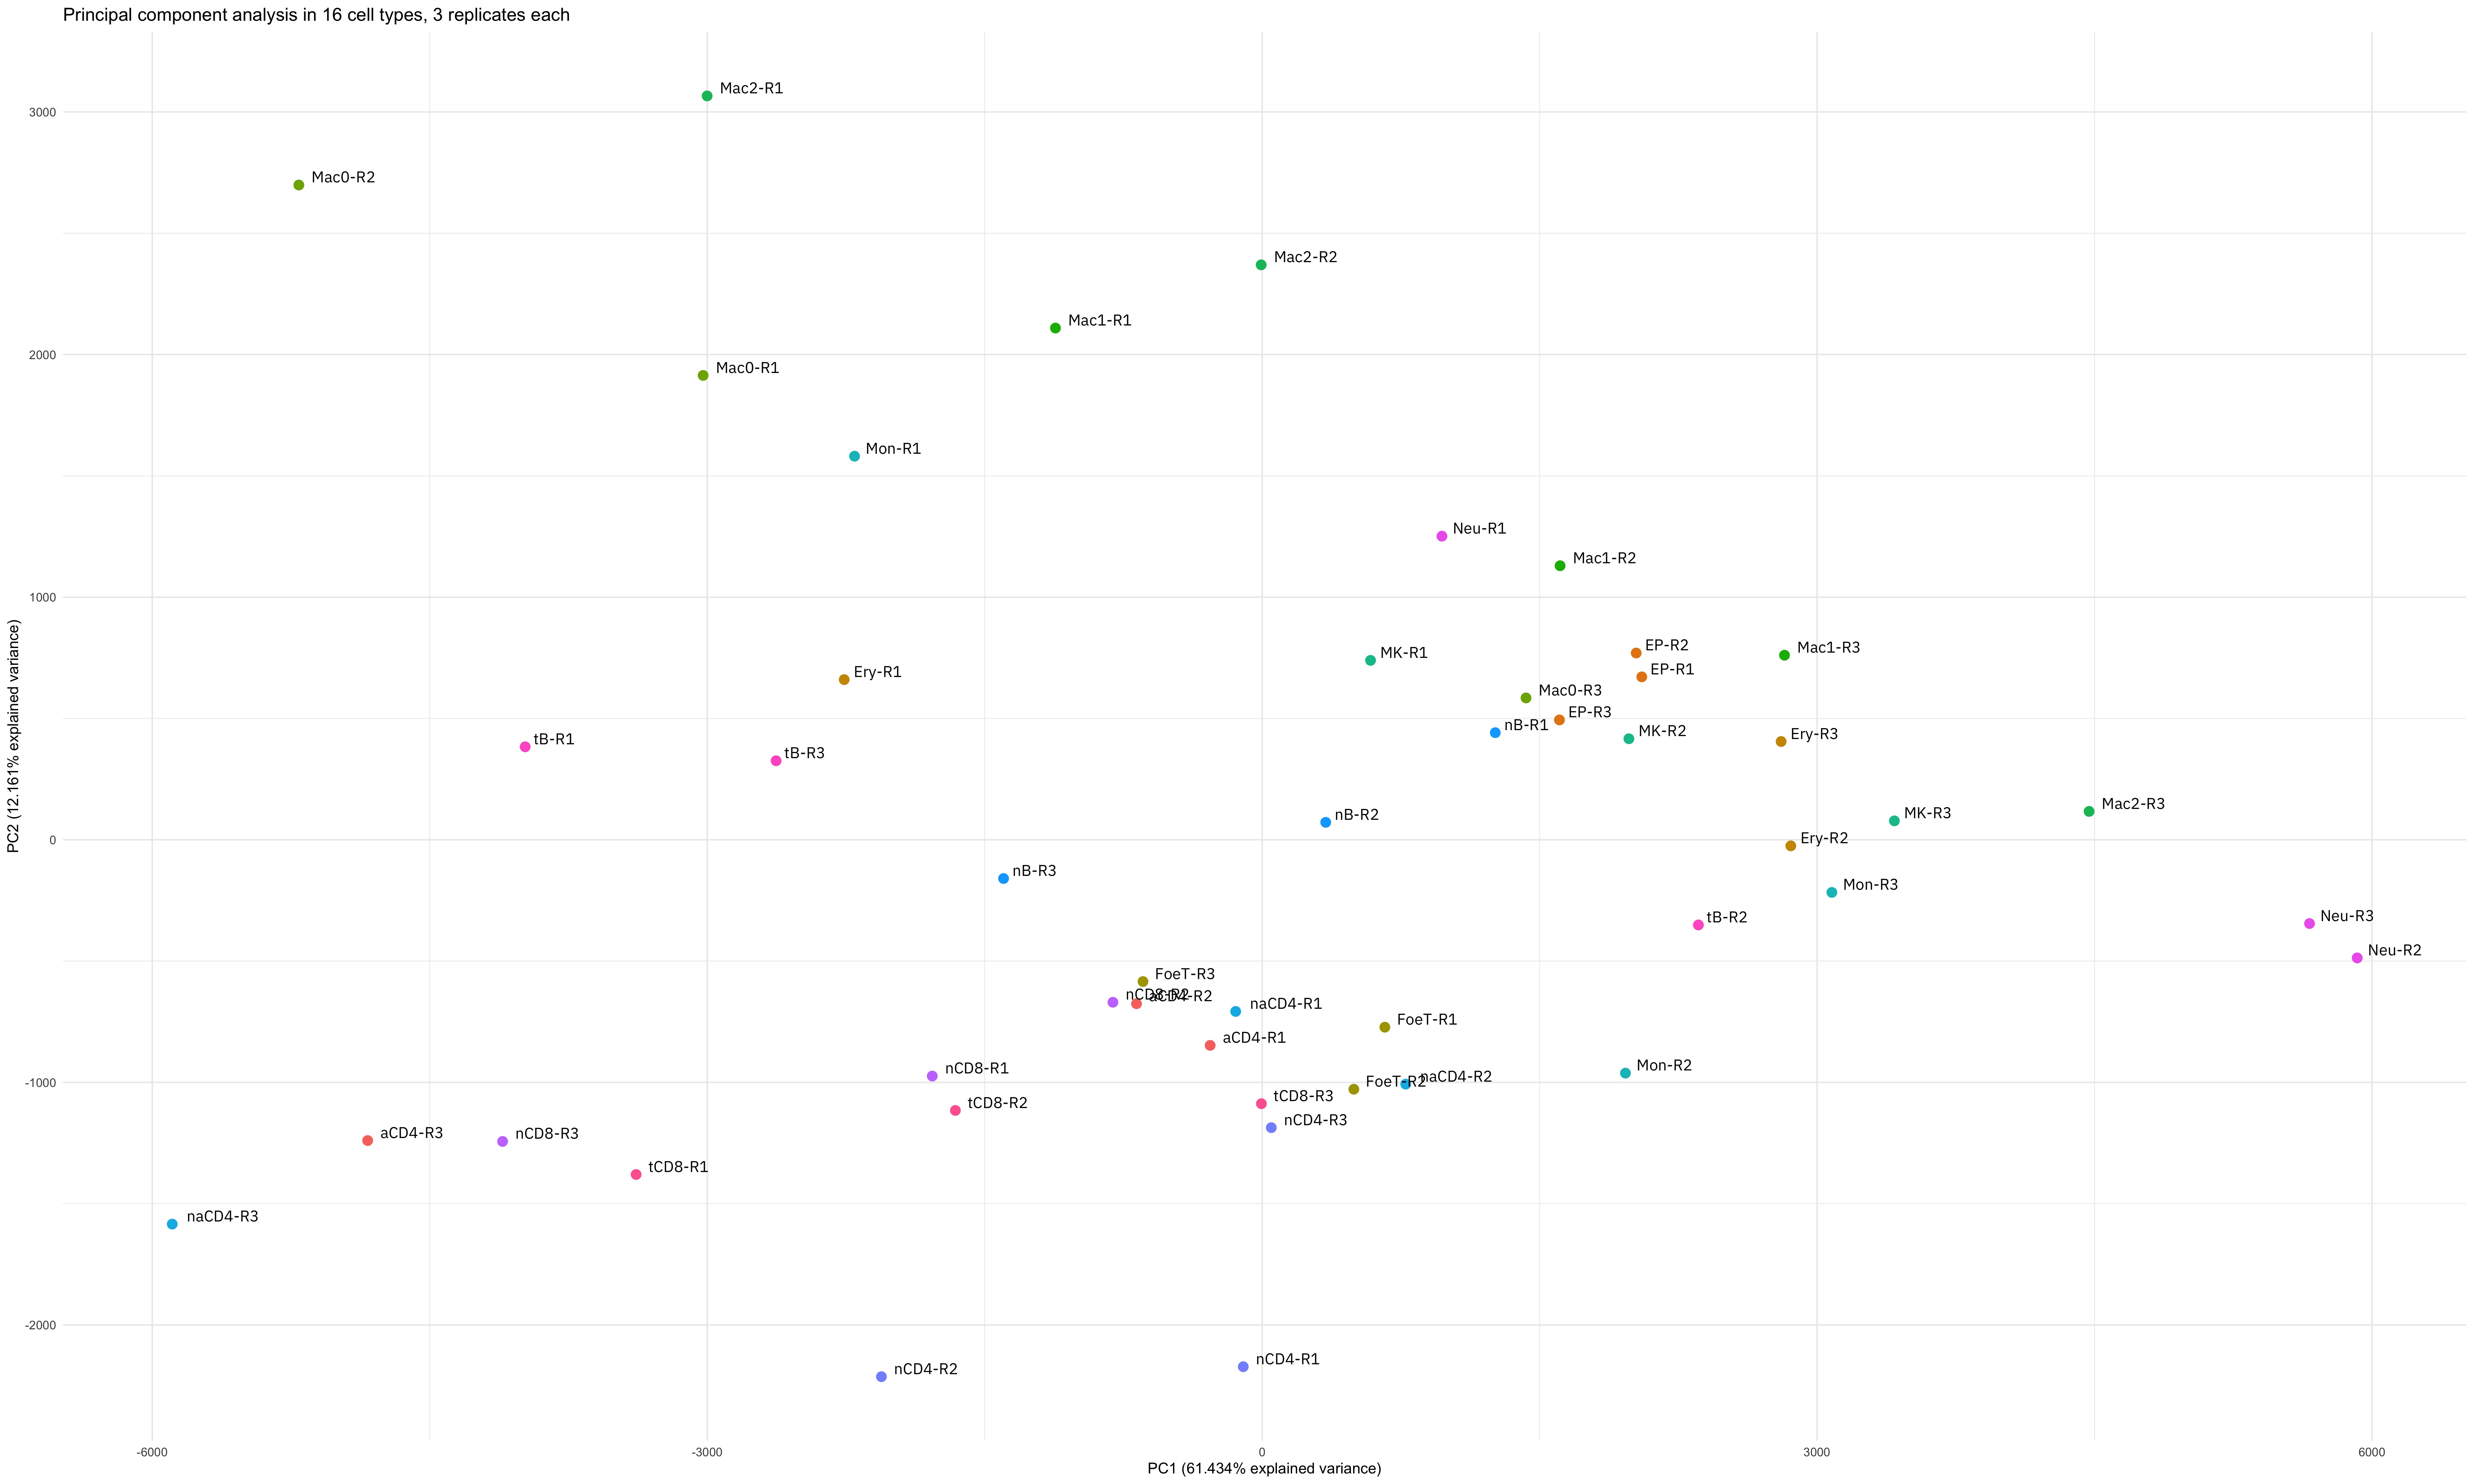 Principal component analysis in 16 cell types, 3 replicates each
Mac2-R1
3000
Mac0-R2
Mac2-R2
Mac1-R1
2000
Mac0-R1
Mon-R1
Neu-R1
Mac1-R2
1000
EP-R2
Mac1-R3
MK-R1
EP-R1
Ery-R1
Mac0-R3
EP-R3
nB-R1
MK-R2
Ery-R3
tB-R1
tB-R3
PC2 (12.161% explained variance)
Mac2-R3
MK-R3
nB-R2
Ery-R2
0
nB-R3
Mon-R3
Neu-R3
tB-R2
Neu-R2
FoeT-R3
nCD8-R2
aCD4-R2
naCD4-R1
FoeT-R1
aCD4-R1
Mon-R2
nCD8-R1
naCD4-R2
FoeT-R2
-1000
tCD8-R3
tCD8-R2
nCD4-R3
aCD4-R3
nCD8-R3
tCD8-R1
naCD4-R3
-2000
nCD4-R1
nCD4-R2
-6000
-3000
0
3000
6000
PC1 (61.434% explained variance)